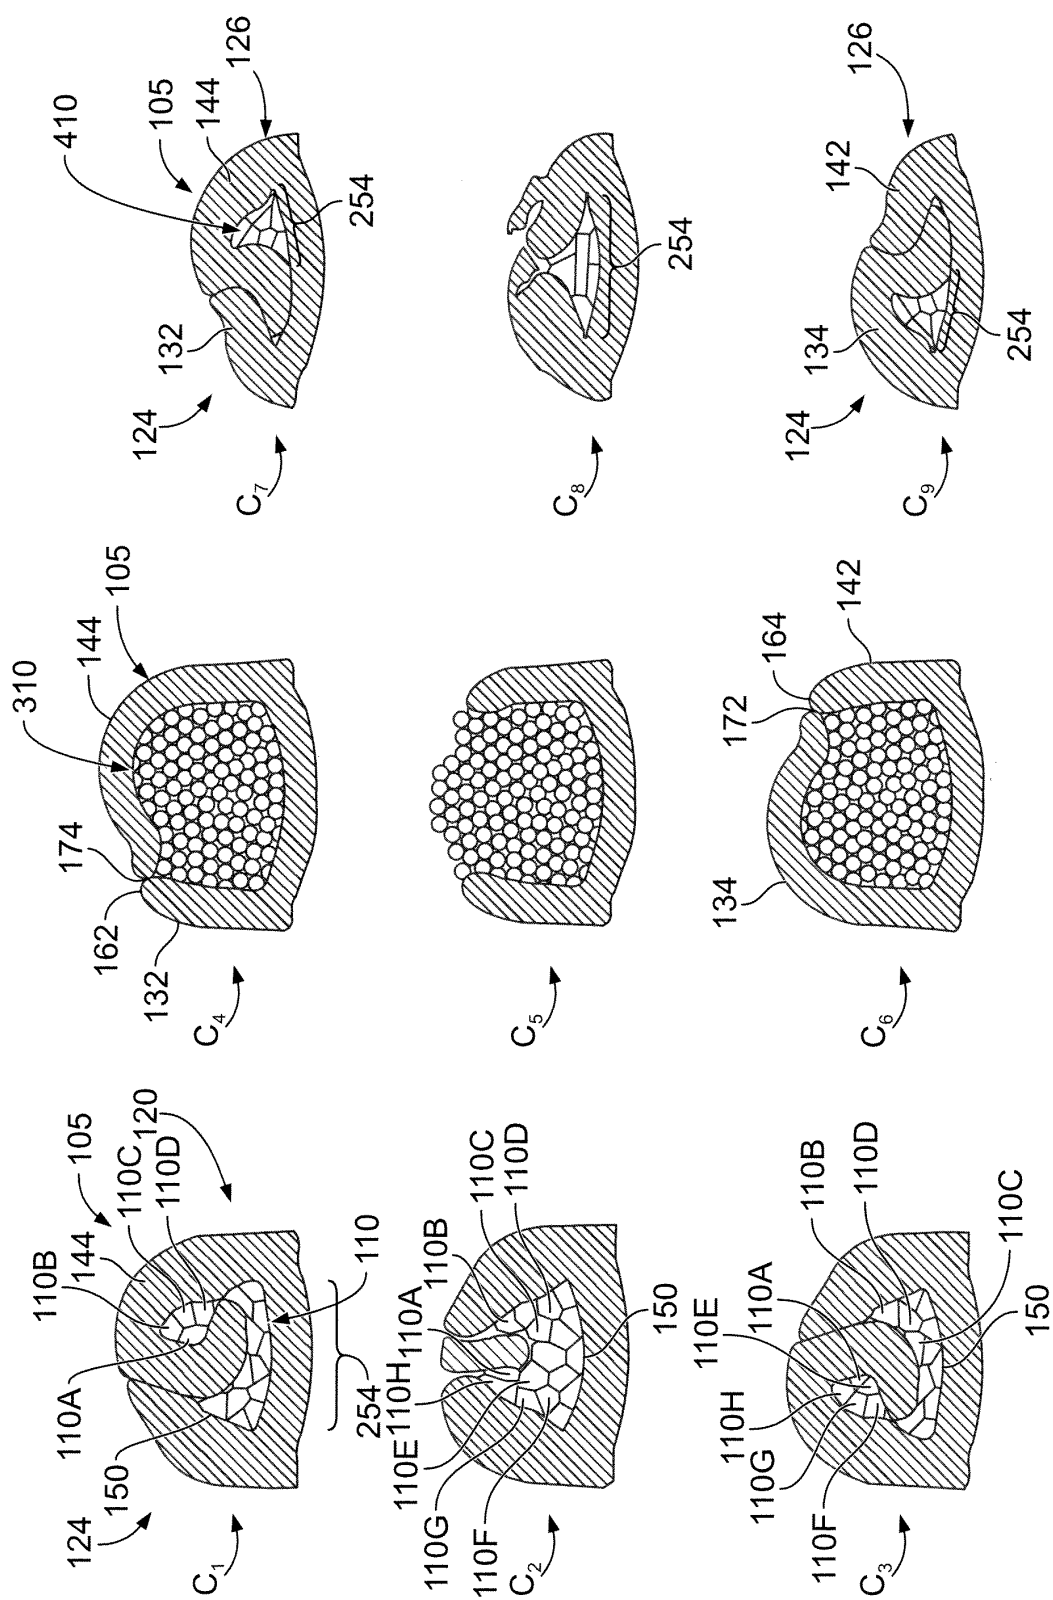 105
110B
144
110C
120
110D
110A
150
124
C₁
110
254
110C
110B
110D
110A
110H
110E
110G
110F
C₂
150
110B
110A
110D
110E
110H
110G
110F
110C
C₃
150
310
144
105
174
162
132
C₄
C₅
164
172
142
134
C₆
410
105
144
126
132
124
254
C₇
254
C₈
126
142
134
124
254
C₉